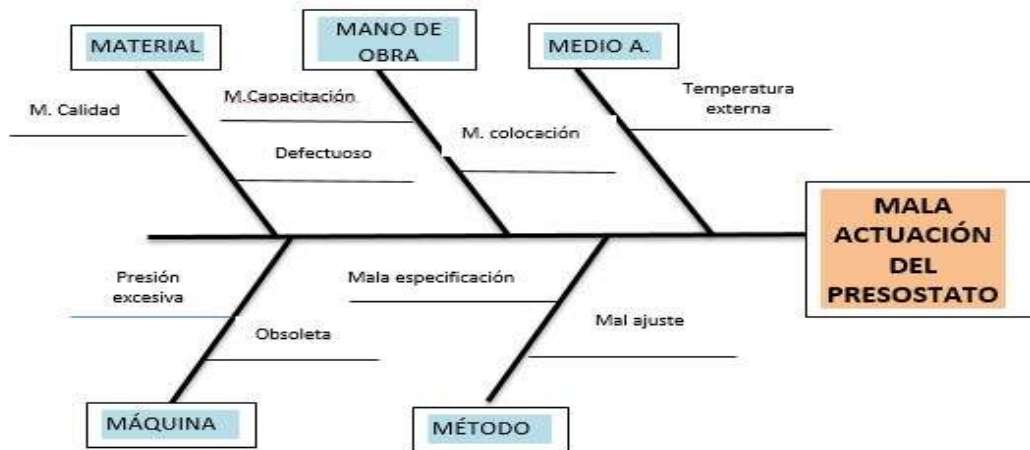 MATERIAL
MANO DE
OBRA
MEDIO A.
M. Calidad
M.Capacitación
Defectuoso
M. colocación
Temperatura
externa
MALA
ACTUACIÓN
DEL
PRESOSTATO
Presión
excesiva
Obsoleta
Mala especificación
Mal ajuste
MÁQUINA
MÉTODO